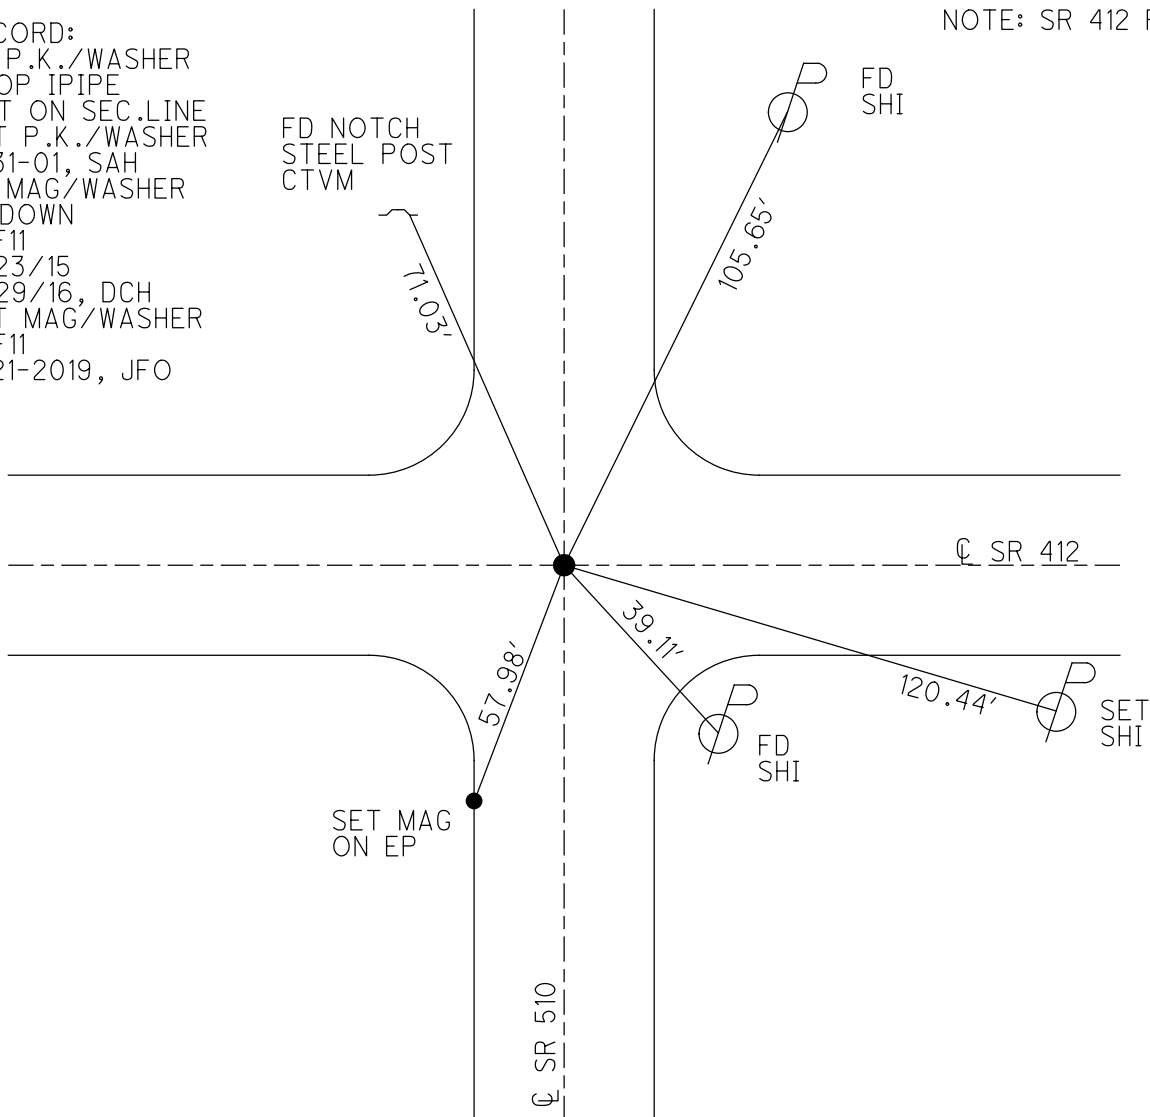 CORD:
P.K./WASHER
OP IPIPE
T ON SEC.LINE
T P.K./WASHER
31-01, SAH
MAG/WASHER
DOWN
F11
23/15
29/16, DCH
T MAG/WASHER
F11
21-2019, JFO
NOTE: SR 412
FD
SHI
FD NOTCH
STEEL POST
CTVM
71.03'
105.65'
℄ SR 412
39.11'
57.98'
120.44'
SET
SHI
FD
SHI
SET MAG
ON EP
℄ SR 510